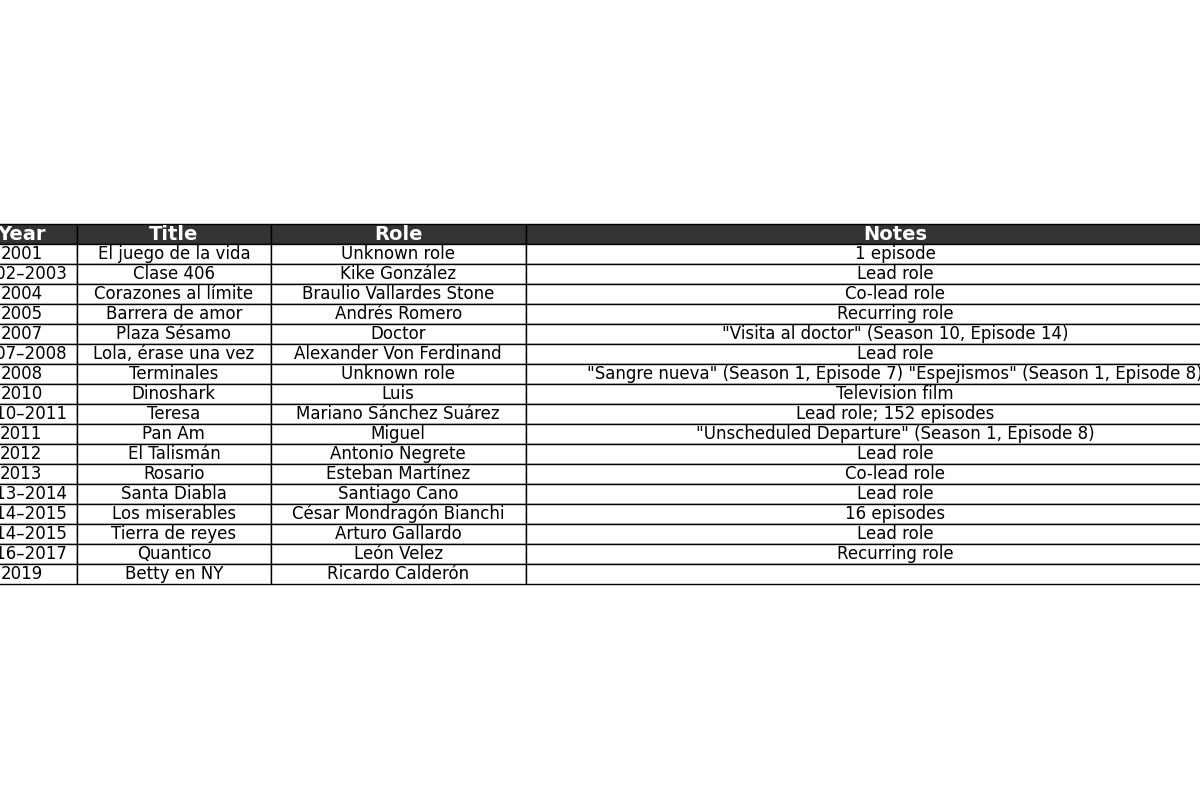 Year Title Role Notes
2001 El juego de la vida Unknown role 1 episode
02–2003 Clase 406 Kike González Lead role
2004 Corazones al límite Braulio Vallardes Stone Co-lead role
2005 Barrera de amor Andrés Romero Recurring role
2007 Plaza Sésamo Doctor "Visita al doctor" (Season 10, Episode 14)
07–2008 Lola, érase una vez Alexander Von Ferdinand Lead role
2008 Terminales Unknown role "Sangre nueva" (Season 1, Episode 7) "Espejismos" (Season 1, Episode 8)
2010 Dinoshark Luis Television film
10–2011 Teresa Mariano Sánchez Suárez Lead role; 152 episodes
2011 Pan Am Miguel "Unscheduled Departure" (Season 1, Episode 8)
2012 El Talismán Antonio Negrete Lead role
2013 Rosario Esteban Martínez Co-lead role
13–2014 Santa Diabla Santiago Cano Lead role
14–2015 Los miserables César Mondragón Bianchi 16 episodes
14–2015 Tierra de reyes Arturo Gallardo Lead role
16–2017 Quantico León Velez Recurring role
2019 Betty en NY Ricardo Calderón